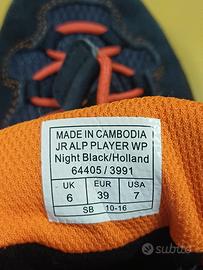 MADE IN CAMBODIA
JR ALP PLAYER WP
Night Black/Holland
64405 / 3991
UK EUR USA
6 39 7
SB 10-16
subito